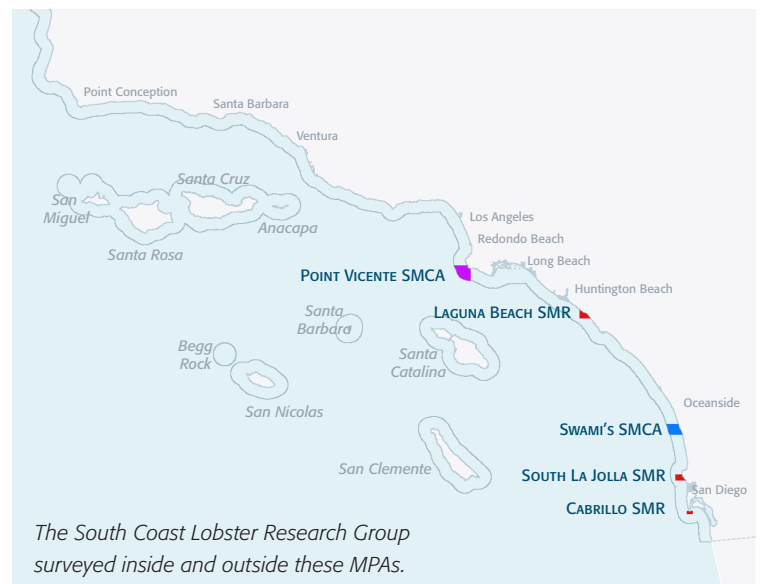 Point Conception
Santa Barbara
Ventura
Santa Cruz
San
Miguel
Anacapa
Santa Rosa
Los Angeles
Redondo Beach
Long Beach
POINT VICENTE SMCA
Huntington Beach
Santa
Barbara
LAGUNA BEACH SMR
Begg
Rock
Santa
Catalina
San Nicolas
Oceanside
SWAMI'S SMCA
San Clemente
SOUTH LA JOLLA SMR
San Diego
CABRILLO SMR
The South Coast Lobster Research Group
surveyed inside and outside these MPAs.